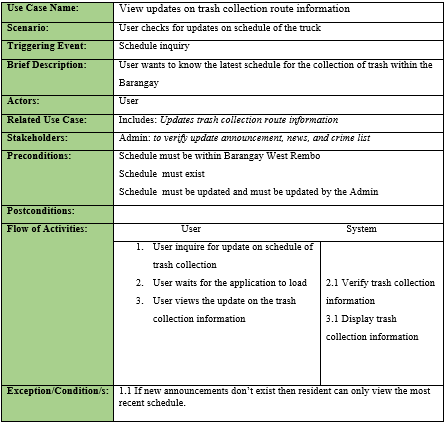 Use Case Name: View updates on trash collection route information
Scenario: User checks for updates on schedule of the truck
Triggering Event: Schedule inquiry
Brief Description: User wants to know the latest schedule for the collection of trash within the
Barangay
Actors: User
Related Use Case: Includes: Updates trash collection route information
Stakeholders: Admin: to verify update announcement, news, and crime list
Preconditions: Schedule must be within Barangay West Rembo
Schedule must exist
Schedule must be updated and must be updated by the Admin
Postconditions:
Flow of Activities: User System
1. User inquire for update on schedule of
trash collection
2. User waits for the application to load
3. User views the update on the trash
collection information
2.1 Verify trash collection
information
3.1 Display trash
collection information
Exception/Condition/s: 1.1 If new announcements don't exist then resident can only view the most
recent schedule.